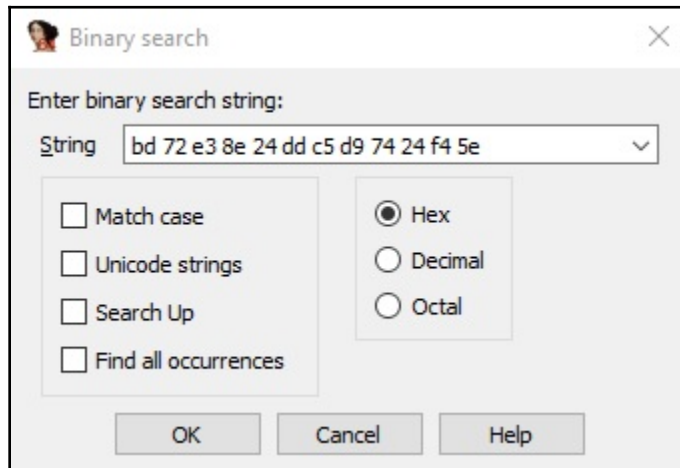 Binary search
Enter binary search string:
String bd 72 e3 8e 24 dd c5 d9 74 24 f4 5e
Match case
Unicode strings
Search Up
Find all occurrences
Hex
Decimal
Octal
OK Cancel Help